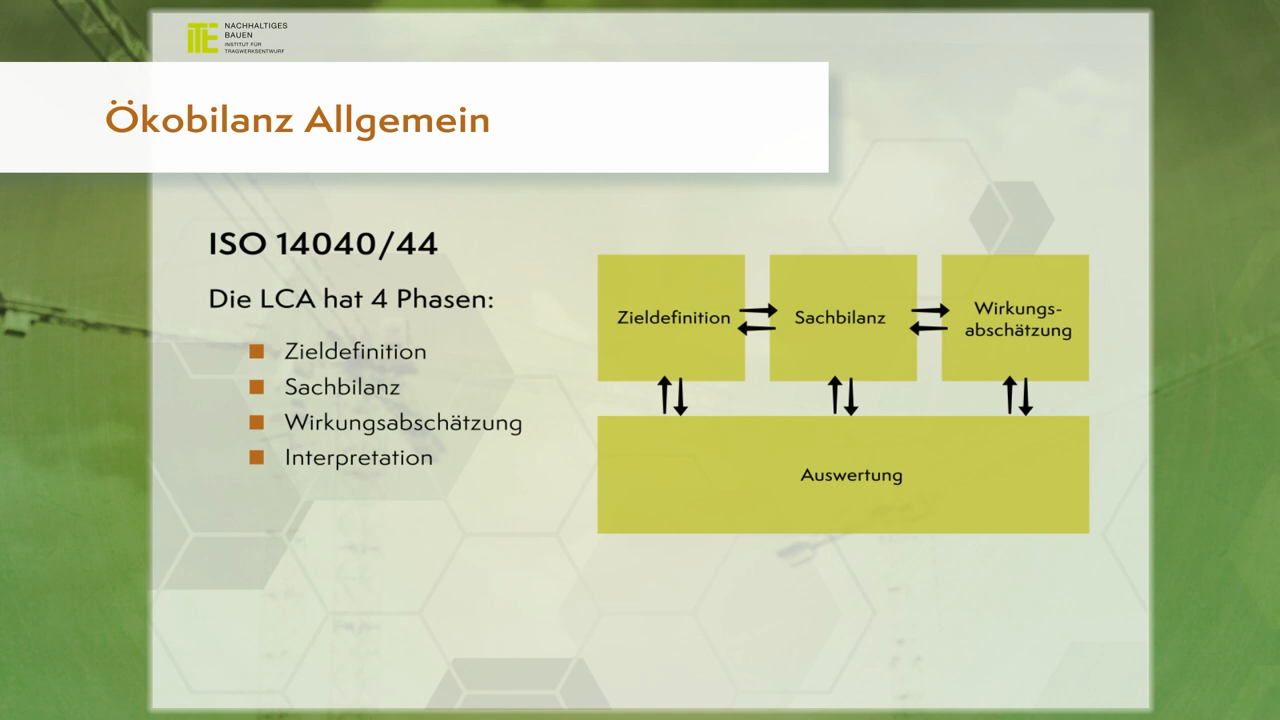 NACHHALTIGES
BAUEN
INSTITUT FÜR
TRAGWERKSENTWURF
Ökobilanz Allgemein
ISO 14040/44
Die LCA hat 4 Phasen:
Zieldefinition
Sachbilanz
Wirkungsabschätzung
Interpretation
Zieldefinition
Sachbilanz
Wirkungs-
abschätzung
Auswertung